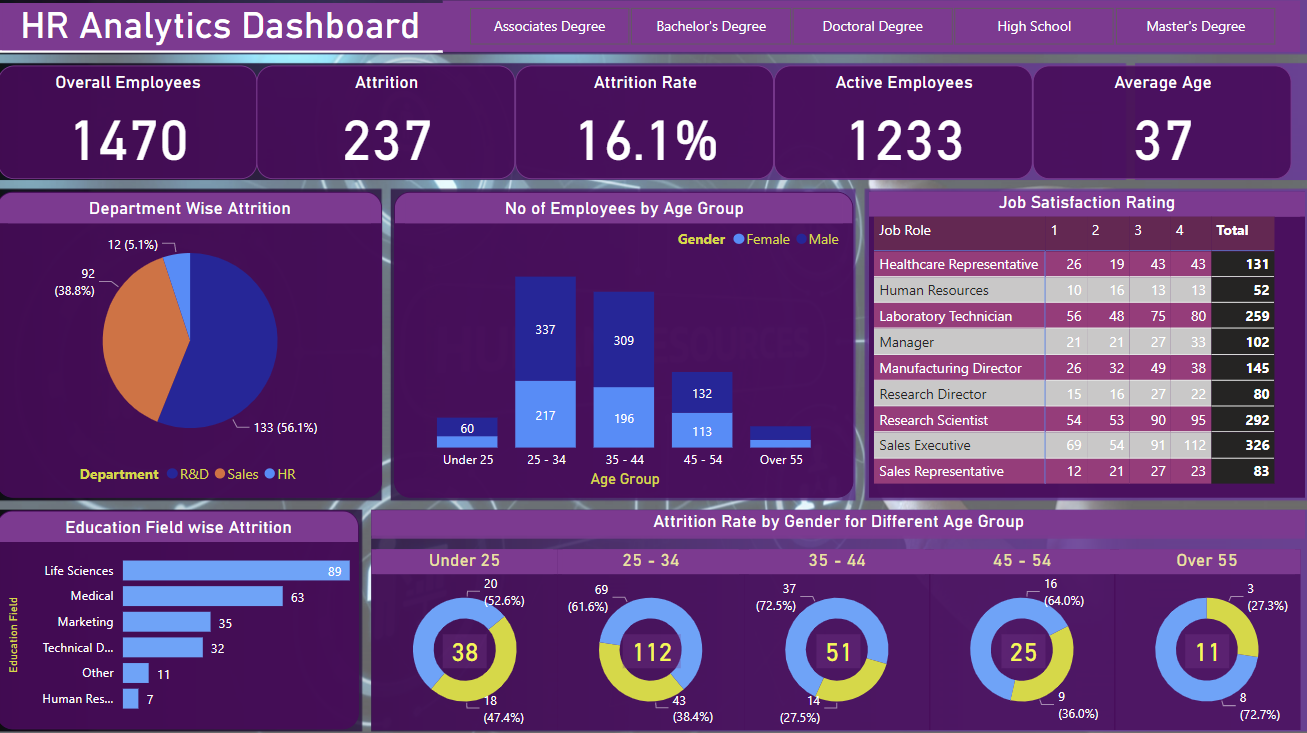 HR Analytics Dashboard
Associates Degree
Bachelor's Degree
Doctoral Degree
High School
Master's Degree
Overall Employees
1470
Attrition
237
Attrition Rate
16.1%
Active Employees
1233
Average Age
37
Department Wise Attrition
12 (5.1%)
92
(38.8%)
133 (56.1%)
Department R&D Sales HR
No of Employees by Age Group
Gender Female Male
337
309
132
60
217
196
113
Under 25
25 - 34
35 - 44
45 - 54
Over 55
Age Group
Job Satisfaction Rating
Job Role 1 2 3 4 Total
Healthcare Representative 26 19 43 43 131
Human Resources 10 16 13 13 52
Laboratory Technician 56 48 75 80 259
Manager 21 21 27 33 102
Manufacturing Director 26 32 49 38 145
Research Director 15 16 27 22 80
Research Scientist 54 53 90 95 292
Sales Executive 69 54 91 112 326
Sales Representative 12 21 27 23 83
Education Field wise Attrition
Education Field
Life Sciences 89
Medical 63
Marketing 35
Technical D... 32
Other 11
Human Res... 7
Attrition Rate by Gender for Different Age Group
Under 25
20
(52.6%)
38
18
(47.4%)
25 - 34
69
(61.6%)
112
43
(38.4%)
35 - 44
37
(72.5%)
51
14
(27.5%)
45 - 54
16
(64.0%)
25
9
(36.0%)
Over 55
3
(27.3%)
11
8
(72.7%)